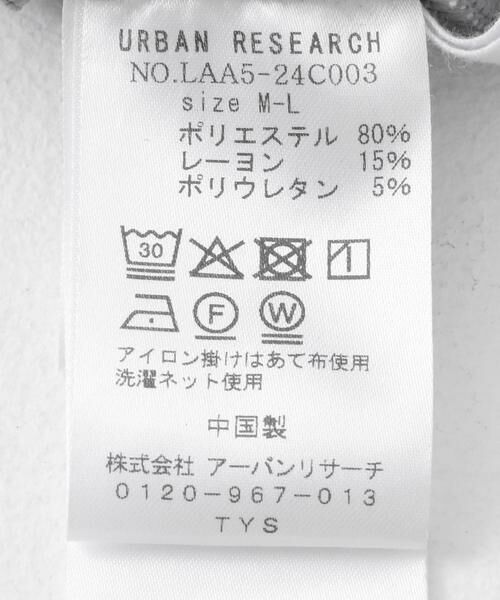 URBAN RESEARCH
NO.LAA5-24C003
size M-L
ポリエステル 80%
レーヨン 15%
ポリウレタン 5%
30
F W
アイロン掛けはあて布使用
洗濯ネット使用
中国製
株式会社 アーバンリサーチ
0120-967-013
TYS